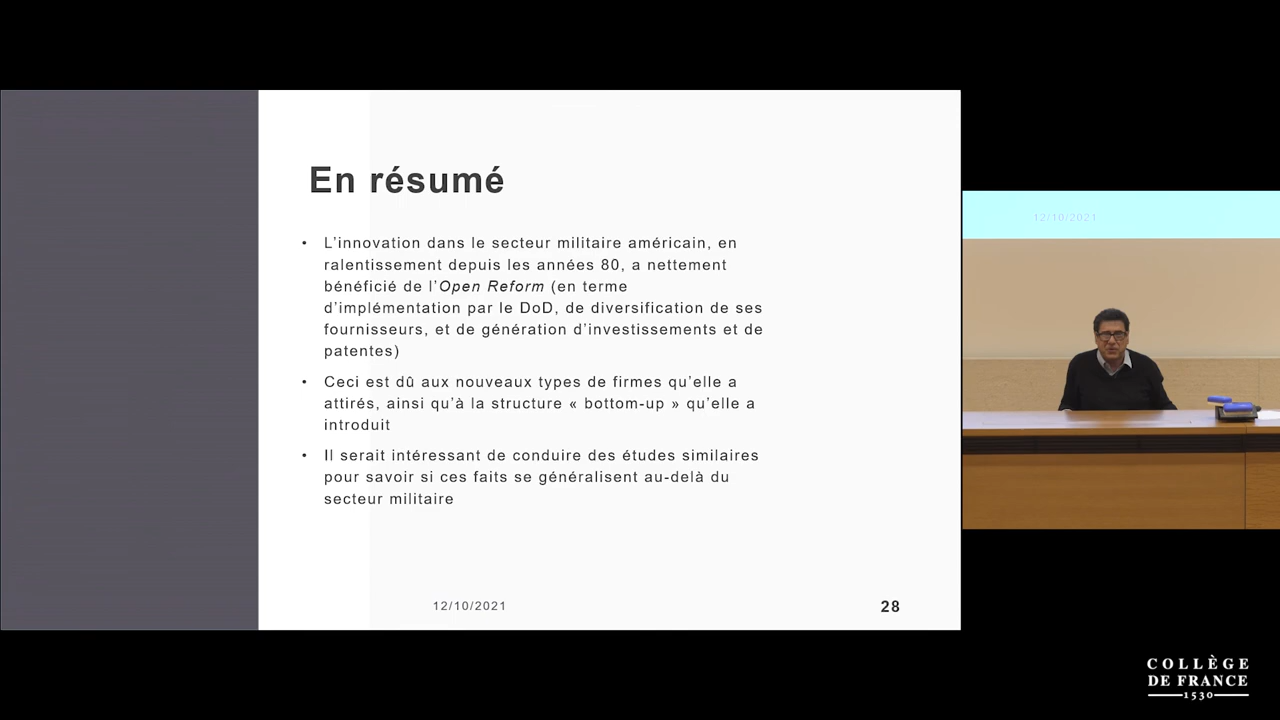 En résumé
• L’innovation dans le secteur militaire américain, en
ralentissement depuis les années 80, a nettement
bénéficié de l’Open Reform (en terme
d’implémentation par le DoD, de diversification de ses
fournisseurs, et de génération d’investissements et de
patentes)
• Ceci est dû aux nouveaux types de firmes qu’elle a
attirés, ainsi qu’à la structure « bottom-up » qu’elle a
introduit
• Il serait intéressant de conduire des études similaires
pour savoir si ces faits se généralisent au-delà du
secteur militaire
12/10/2021
28
12/10/2021
COLLÈGE
DE FRANCE
1530